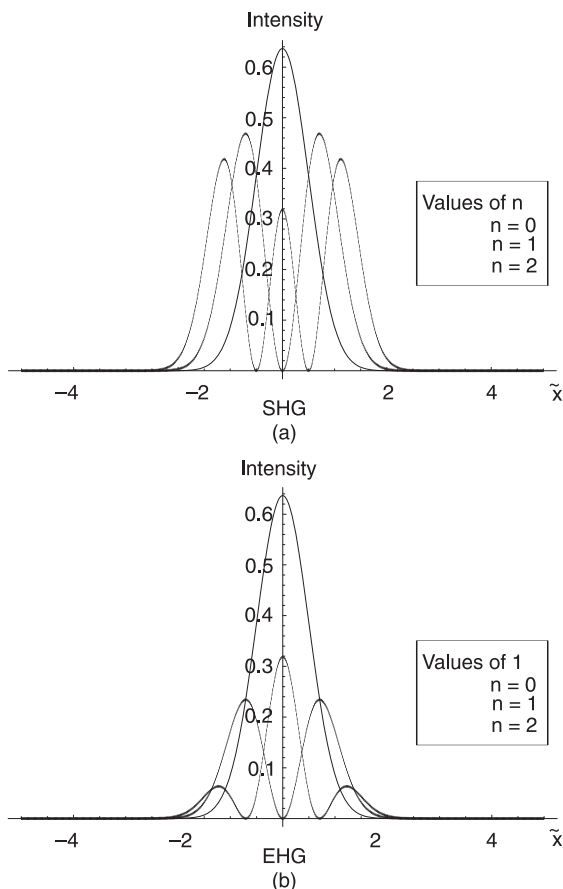 Intensity
0.6
0.5
0.4
0.3
0.2
0.1
Values of n
n = 0
n = 1
n = 2
−4
−2
2
4
x̃
SHG
(a)
Intensity
0.6
0.5
0.4
0.3
0.2
0.1
Values of 1
n = 0
n = 1
n = 2
−4
−2
2
4
x̃
EHG
(b)